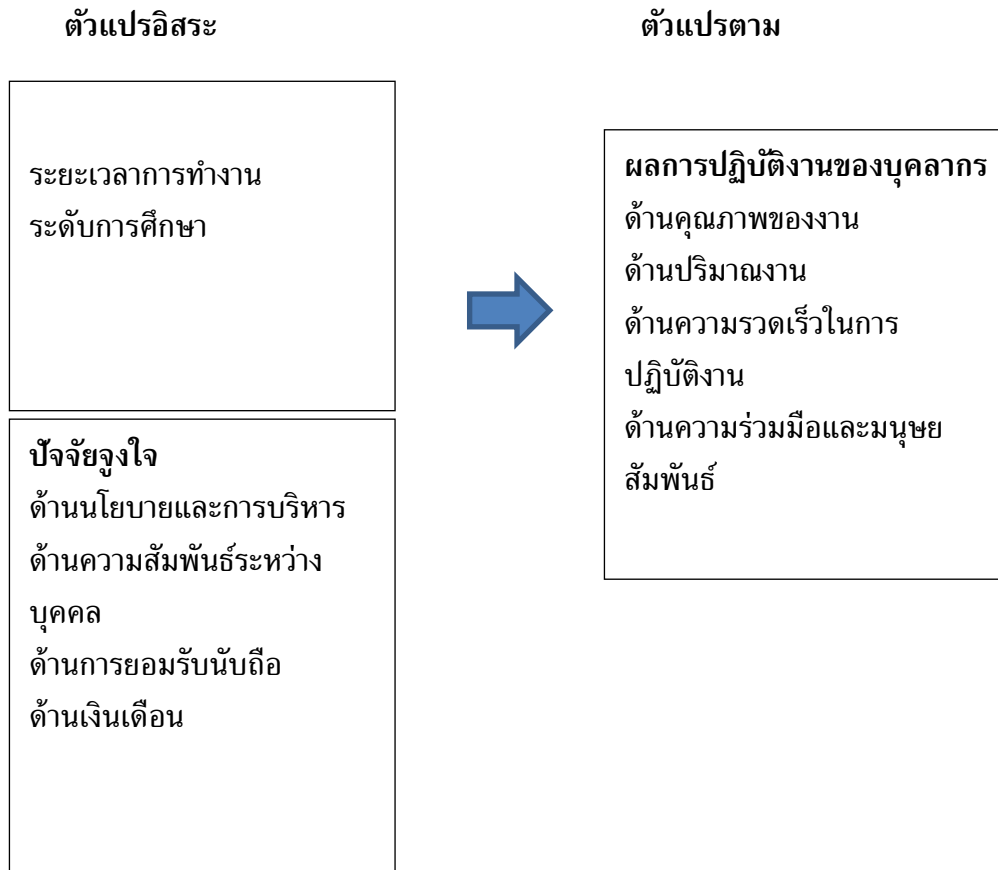 ตัวแปรอิสระ
ตัวแปรตาม
ระยะเวลาการทำงาน
ระดับการศึกษา
ปัจจัยจูงใจ
ด้านนโยบายและการบริหาร
ด้านความสัมพันธ์ระหว่าง
บุคคล
ด้านการยอมรับนับถือ
ด้านเงินเดือน
ผลการปฏิบัติงานของบุคลากร
ด้านคุณภาพของงาน
ด้านปริมาณงาน
ด้านความรวดเร็วในการ
ปฏิบัติงาน
ด้านความร่วมมือและมนุษย
สัมพันธ์